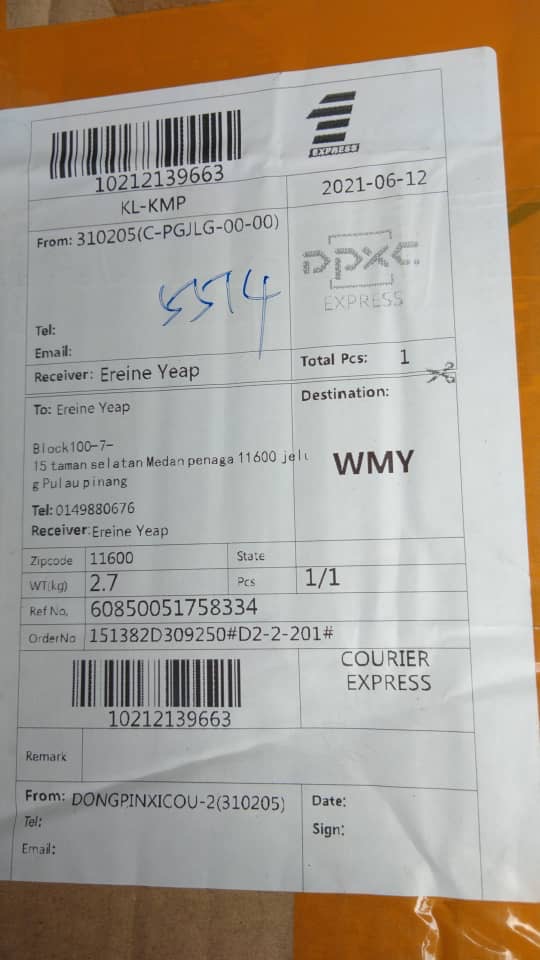 1 EXPRESS
10212139663
KL-KMP
2021-06-12
From: 310205(C-PGJLG-00-00)
5514
DPXC
EXPRESS
Tel:
Email:
Receiver: Ereine Yeap
Total Pcs: 1
To: Ereine Yeap
Destination:
Block100-7-
15 taman selatan Medan penaga 11600 jelu
g Pulau pinang
WMY
Tel: 0149880676
Receiver: Ereine Yeap
Zipcode 11600 State
WT(kg) 2.7 Pcs 1/1
Ref No, 60850051758334
OrderNo 151382D309250#D2-2-201#
10212139663
COURIER
EXPRESS
Remark
From: DONGPINXICOU-2(310205)
Date:
Tel:
Sign:
Email: